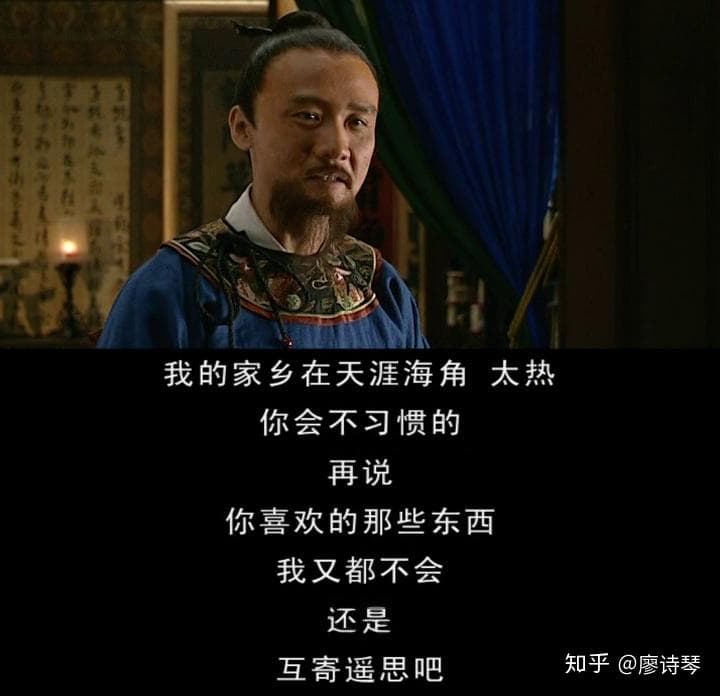 我的家乡在天涯海角 太热
你会不习惯的
再说
你喜欢的那些东西
我又都不会
还是
互寄遥思吧
知乎 @廖诗琴